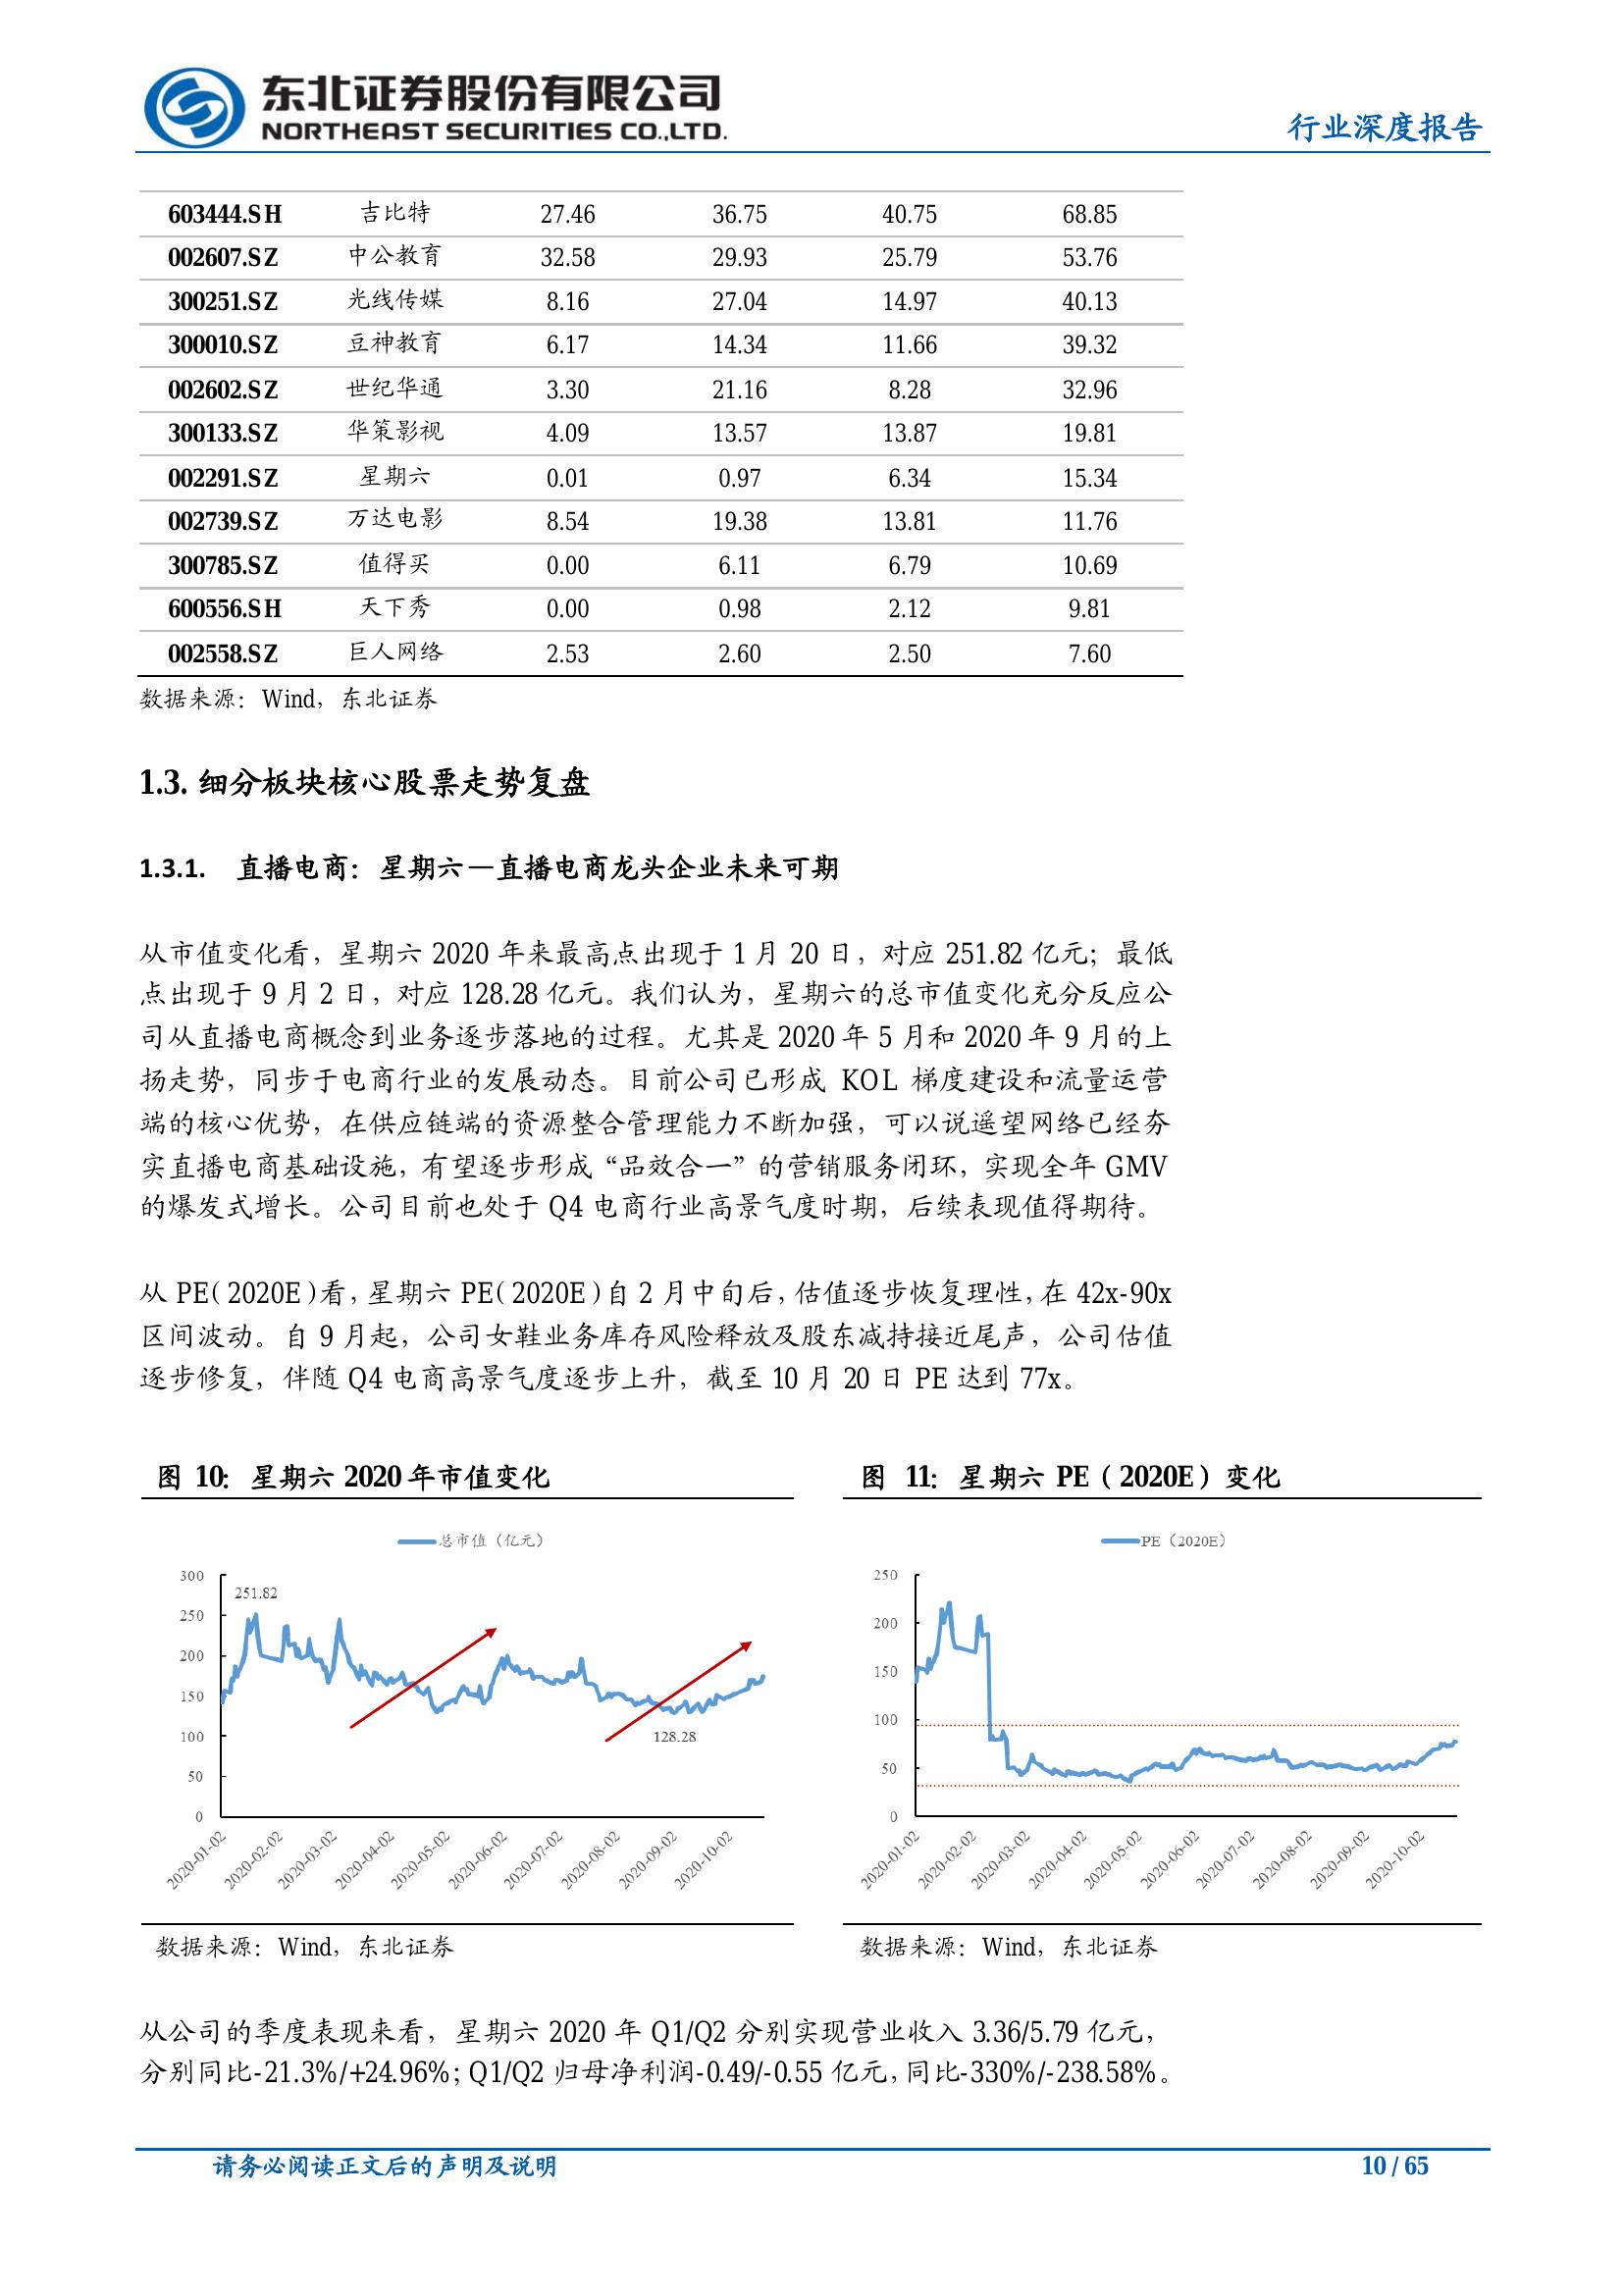 东北证券股份有限公司
NORTHEAST SECURITIES CO.,LTD.
行业深度报告
603444.SH 吉比特 27.46 36.75 40.75 68.85
002607.SZ 中公教育 32.58 29.93 25.79 53.76
300251.SZ 光线传媒 8.16 27.04 14.97 40.13
300010.SZ 豆神教育 6.17 14.34 11.66 39.32
002602.SZ 世纪华通 3.30 21.16 8.28 32.96
300133.SZ 华策影视 4.09 13.57 13.87 19.81
002291.SZ 星期六 0.01 0.97 6.34 15.34
002739.SZ 万达电影 8.54 19.38 13.81 11.76
300785.SZ 值得买 0.00 6.11 6.79 10.69
600556.SH 天下秀 0.00 0.98 2.12 9.81
002558.SZ 巨人网络 2.53 2.60 2.50 7.60
数据来源：Wind，东北证券
1.3. 细分板块核心股票走势复盘
1.3.1. 直播电商：星期六—直播电商龙头企业未来可期
从市值变化看，星期六 2020 年来最高点出现于 1 月 20 日，对应 251.82 亿元；最低
点出现于 9 月 2 日，对应 128.28 亿元。我们认为，星期六的总市值变化充分反应公
司从直播电商概念到业务逐步落地的过程。尤其是 2020 年 5 月和 2020 年 9 月的上
扬走势，同步于电商行业的发展动态。目前公司已形成 KOL 梯度建设和流量运营
端的核心优势，在供应链端的资源整合管理能力不断加强，可以说遥望网络已经夯
实直播电商基础设施，有望逐步形成“品效合一”的营销服务闭环，实现全年 GMV
的爆发式增长。公司目前也处于 Q4 电商行业高景气度时期，后续表现值得期待。
从 PE（2020E）看，星期六 PE（2020E）自 2 月中旬后，估值逐步恢复理性，在 42x-90x
区间波动。自 9 月起，公司女鞋业务库存风险释放及股东减持接近尾声，公司估值
逐步修复，伴随 Q4 电商高景气度逐步上升，截至 10 月 20 日 PE 达到 77x。
图 10：星期六 2020 年市值变化
总市值（亿元）
300
250
200
150
100
50
0
251.82
128.28
2020-01-02 2020-02-02 2020-03-02 2020-04-02 2020-05-02 2020-06-02 2020-07-02 2020-08-02 2020-09-02 2020-10-02
数据来源：Wind，东北证券
图 11：星期六 PE（2020E）变化
PE（2020E）
250
200
150
100
50
0
2020-01-02 2020-02-02 2020-03-02 2020-04-02 2020-05-02 2020-06-02 2020-07-02 2020-08-02 2020-09-02 2020-10-02
数据来源：Wind，东北证券
从公司的季度表现来看，星期六 2020 年 Q1/Q2 分别实现营业收入 3.36/5.79 亿元，
分别同比-21.3%/+24.96%；Q1/Q2 归母净利润-0.49/-0.55 亿元，同比-330%/-238.58%。
请务必阅读正文后的声明及说明
10 / 65